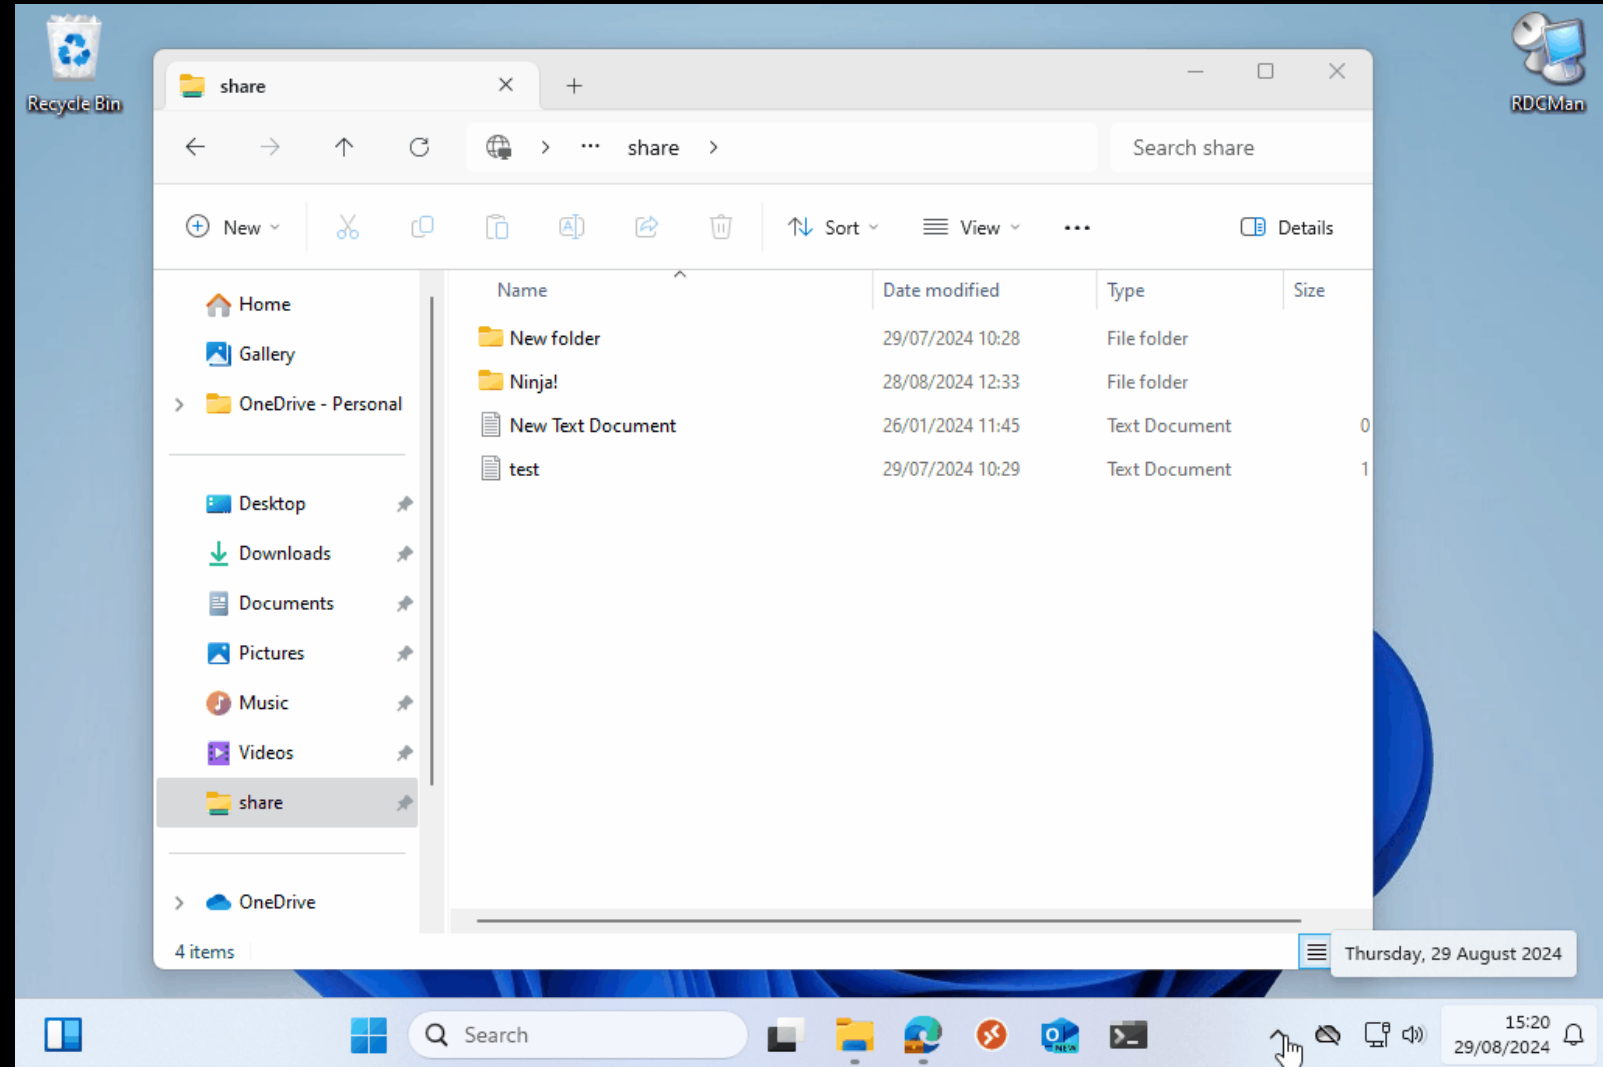 Recycle Bin
RDCMan
share
share
Search share
New
Sort
View
Details
Name
Date modified
Type
Size
Home
Gallery
OneDrive - Personal
Desktop
Downloads
Documents
Pictures
Music
Videos
share
OneDrive
New folder 29/07/2024 10:28 File folder
Ninja! 28/08/2024 12:33 File folder
New Text Document 26/01/2024 11:45 Text Document 0
test 29/07/2024 10:29 Text Document 1
4 items
Thursday, 29 August 2024
Search
NEW
15:20
29/08/2024